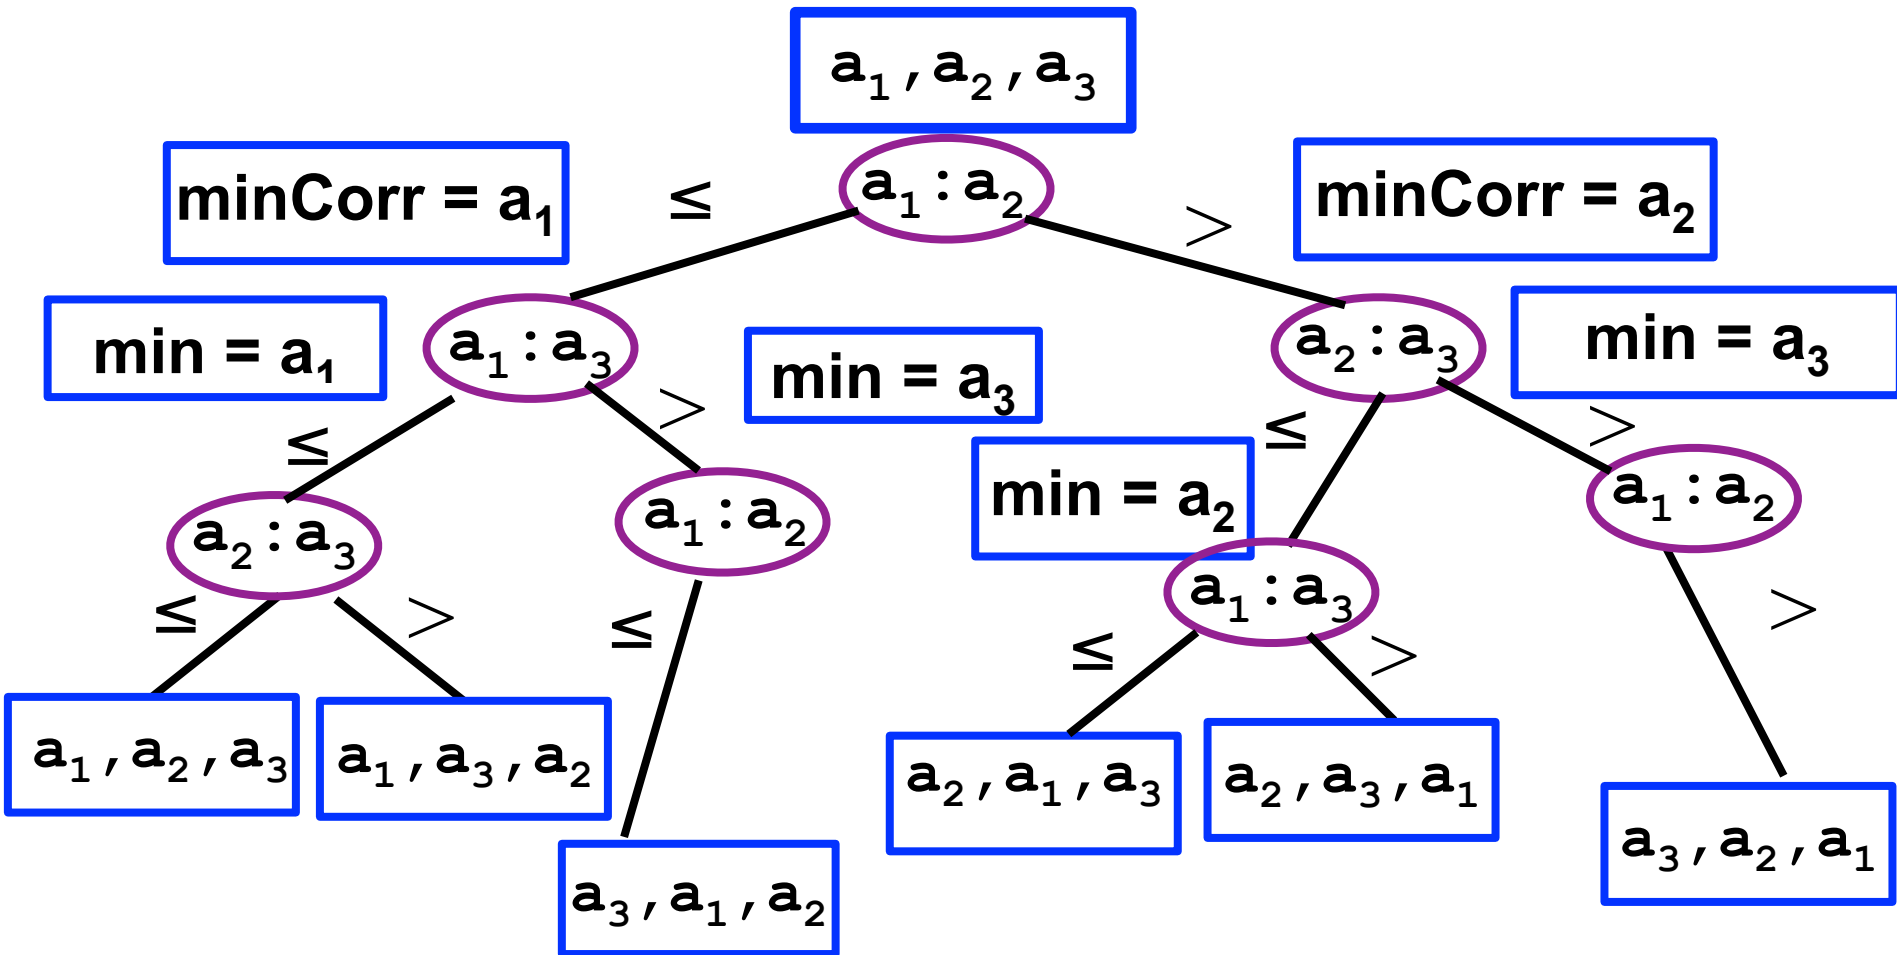 a₁,a₂,a₃
a₁:a₂
minCorr = a₁
≤
>
minCorr = a₂
min = a₁
a₁:a₃
>
min = a₃
≤
a₂:a₃
min = a₃
≤
>
min = a₂
a₂:a₃
a₁:a₂
a₁:a₃
a₁:a₂
≤
>
≤
≤
>
>
a₁,a₂,a₃
a₁,a₃,a₂
a₃,a₁,a₂
a₂,a₁,a₃
a₂,a₃,a₁
a₃,a₂,a₁